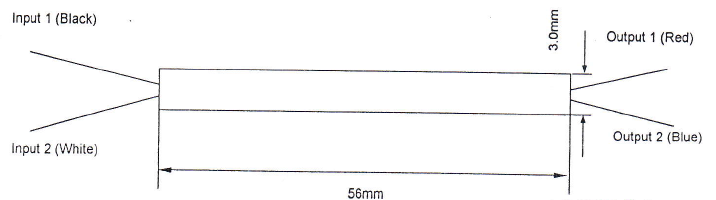 Input 1 (Black)
3.0mm
Output 1 (Red)
Input 2 (White)
Output 2 (Blue)
56mm